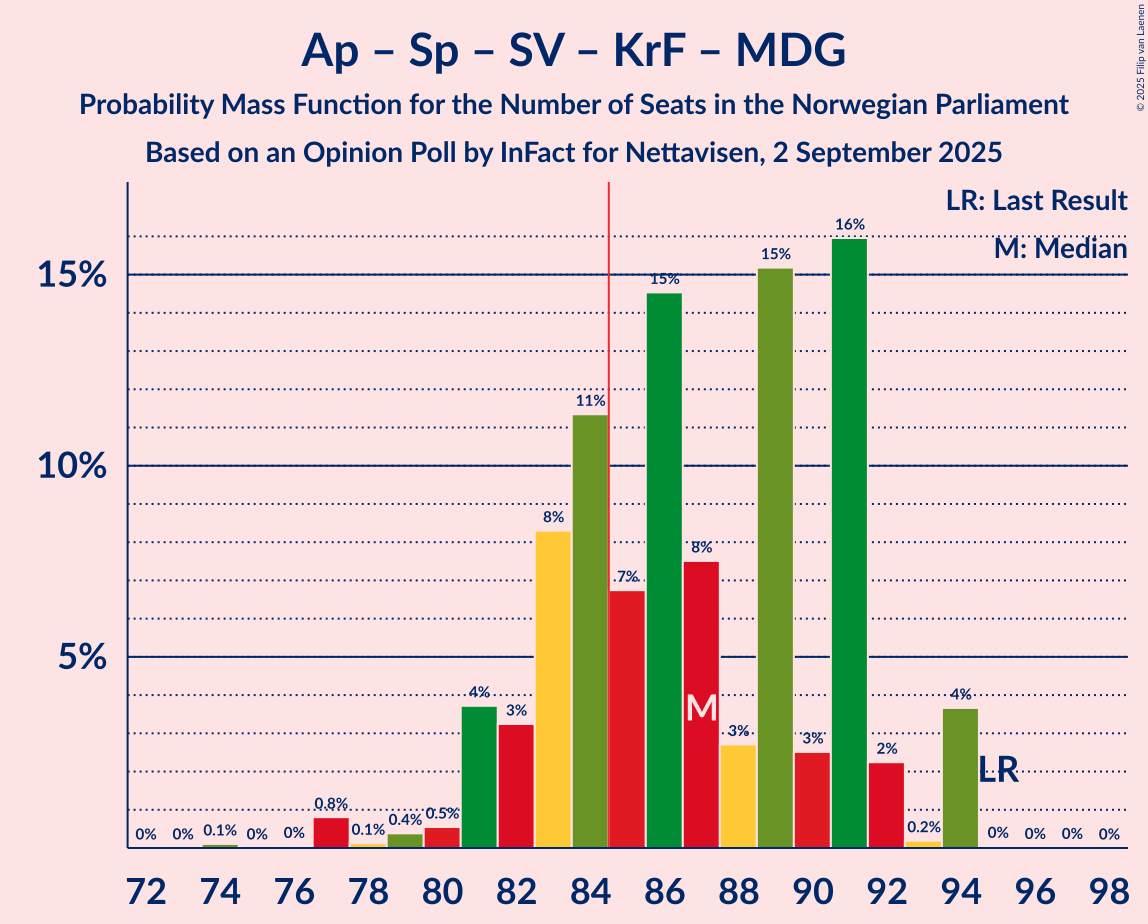 Ap – Sp – SV – KrF – MDG
Probability Mass Function for the Number of Seats in the Norwegian Parliament
Based on an Opinion Poll by InFact for Nettavisen, 2 September 2025
© 2025 Filip van Laenen
LR: Last Result
M: Median
15%
10%
5%
0% 0% 0.1% 0% 0% 0.8% 0.1% 0.4% 0.5% 4% 3% 8% 11% 7% 15% 8% 3% 15% 3% 16% 2% 0.2% 4% 0% 0% 0% 0%
M
LR
72 74 76 78 80 82 84 86 88 90 92 94 96 98